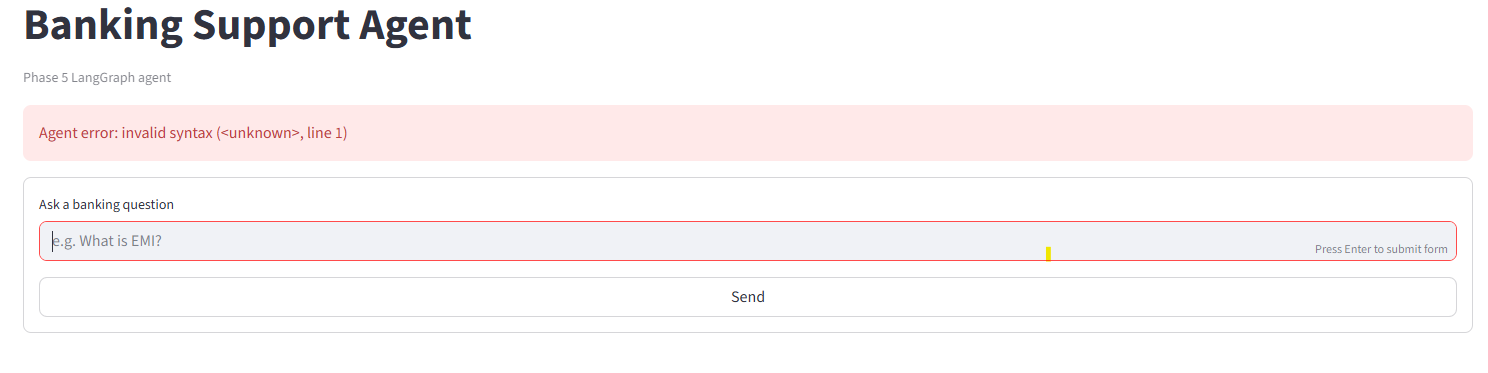 Banking Support Agent
Phase 5 LangGraph agent
Agent error: invalid syntax (<unknown>, line 1)
Ask a banking question
e.g. What is EMI?
Press Enter to submit form
Send